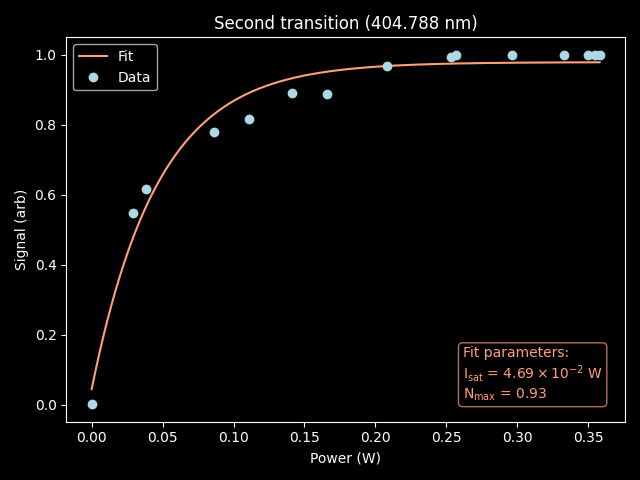 Second transition (404.788 nm)
Fit
Data
1.0
0.8
0.6
0.4
0.2
0.0
Signal (arb)
Fit parameters:
I_sat = 4.69 × 10⁻² W
N_max = 0.93
0.00 0.05 0.10 0.15 0.20 0.25 0.30 0.35
Power (W)